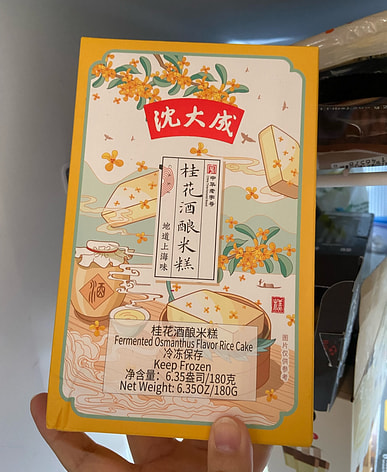 沈大成
中华老字号
桂花酒酿米糕
地道上海味
酒
桂花酒酿米糕
Fermented Osmanthus Flavor Rice Cake
冷冻保存
Keep Frozen
净含量：6.35盎司/180克
Net Weight: 6.35OZ/180G
图片仅供参考